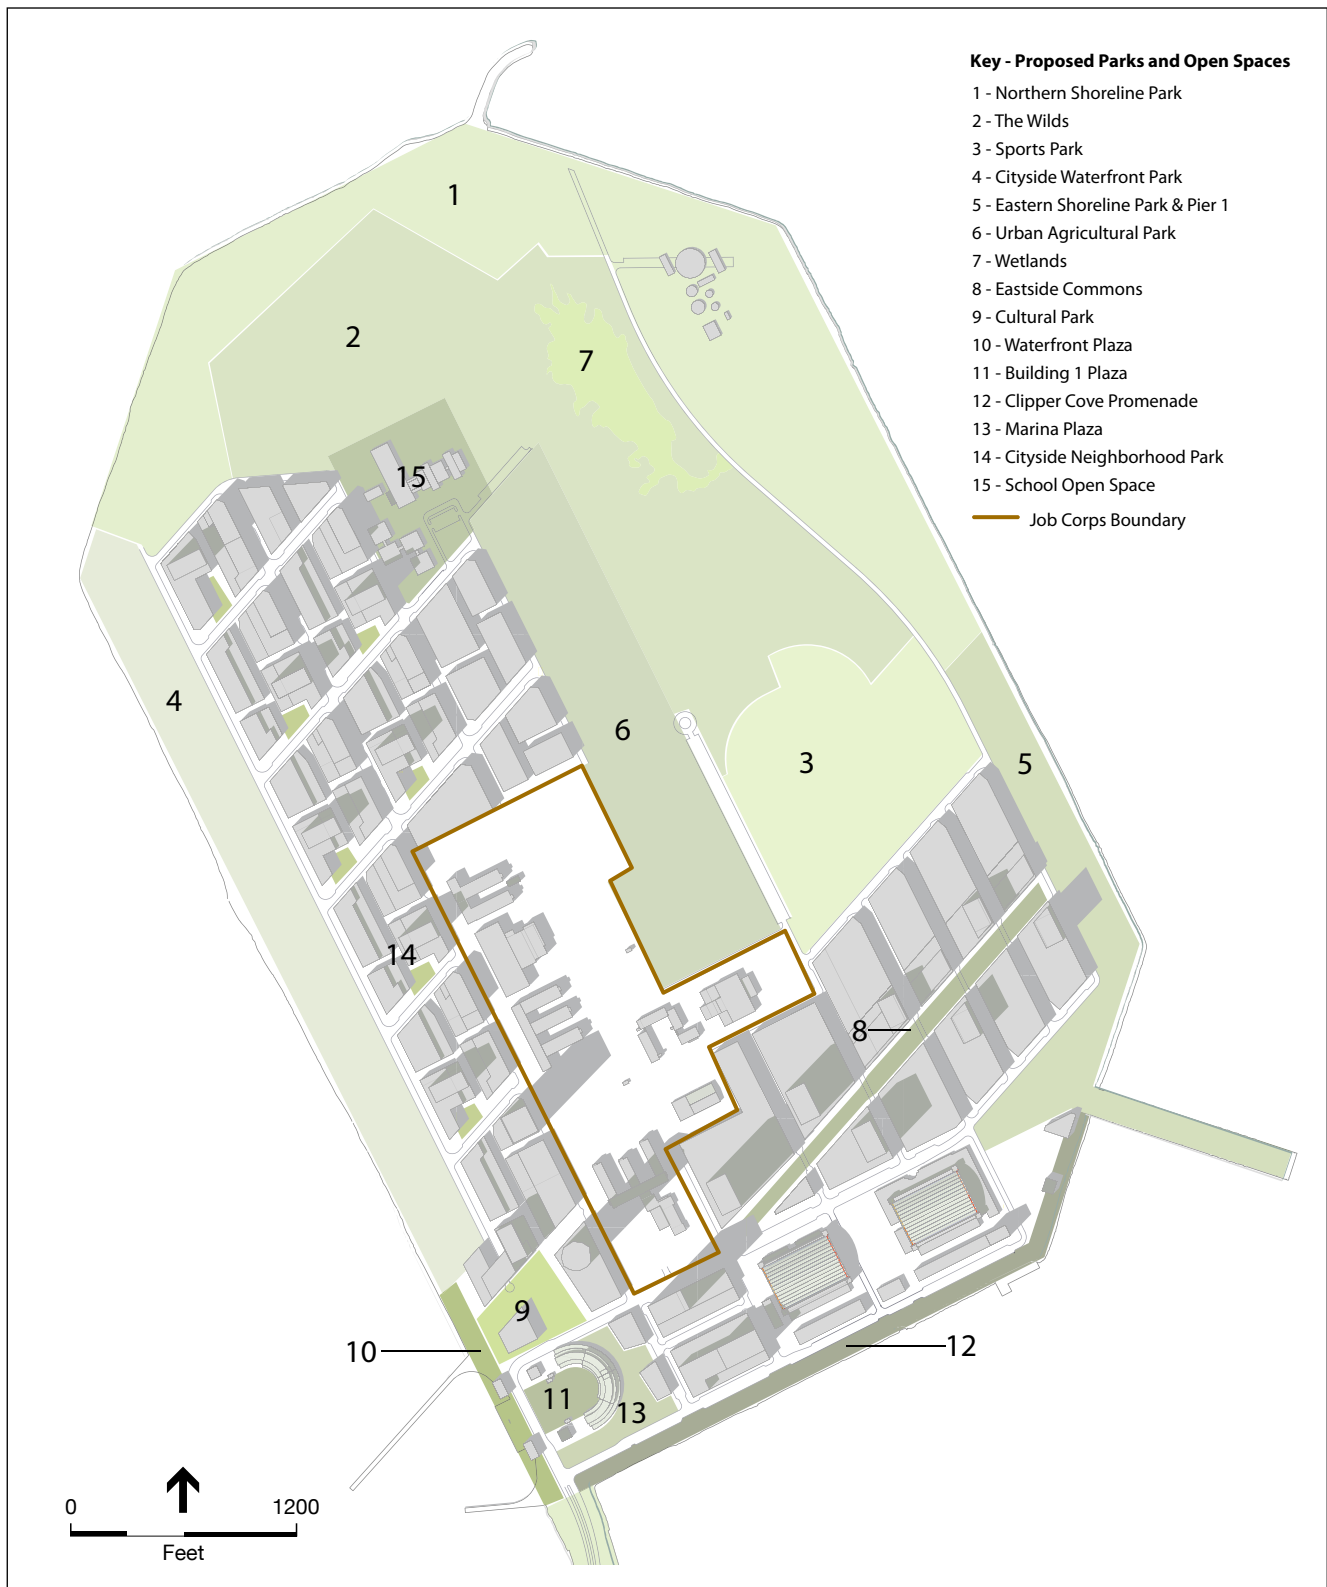 Key - Proposed Parks and Open Spaces
1 - Northern Shoreline Park
2 - The Wilds
3 - Sports Park
4 - Cityside Waterfront Park
5 - Eastern Shoreline Park & Pier 1
6 - Urban Agricultural Park
7 - Wetlands
8 - Eastside Commons
9 - Cultural Park
10 - Waterfront Plaza
11 - Building 1 Plaza
12 - Clipper Cove Promenade
13 - Marina Plaza
14 - Cityside Neighborhood Park
15 - School Open Space
Job Corps Boundary
1
2
7
15
4
6
3
5
14
8
9
10
12
11
13
0 1200
Feet